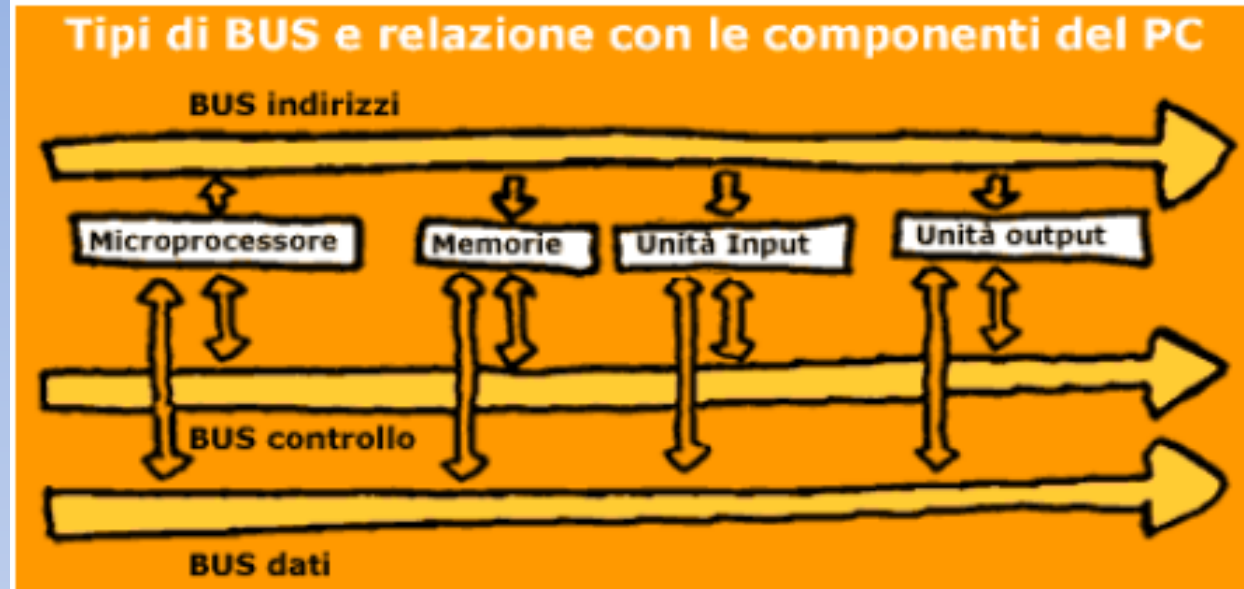 Tipi di BUS e relazione con le componenti del PC
BUS indirizzi
Microprocessore
Memorie
Unità Input
Unità output
BUS controllo
BUS dati